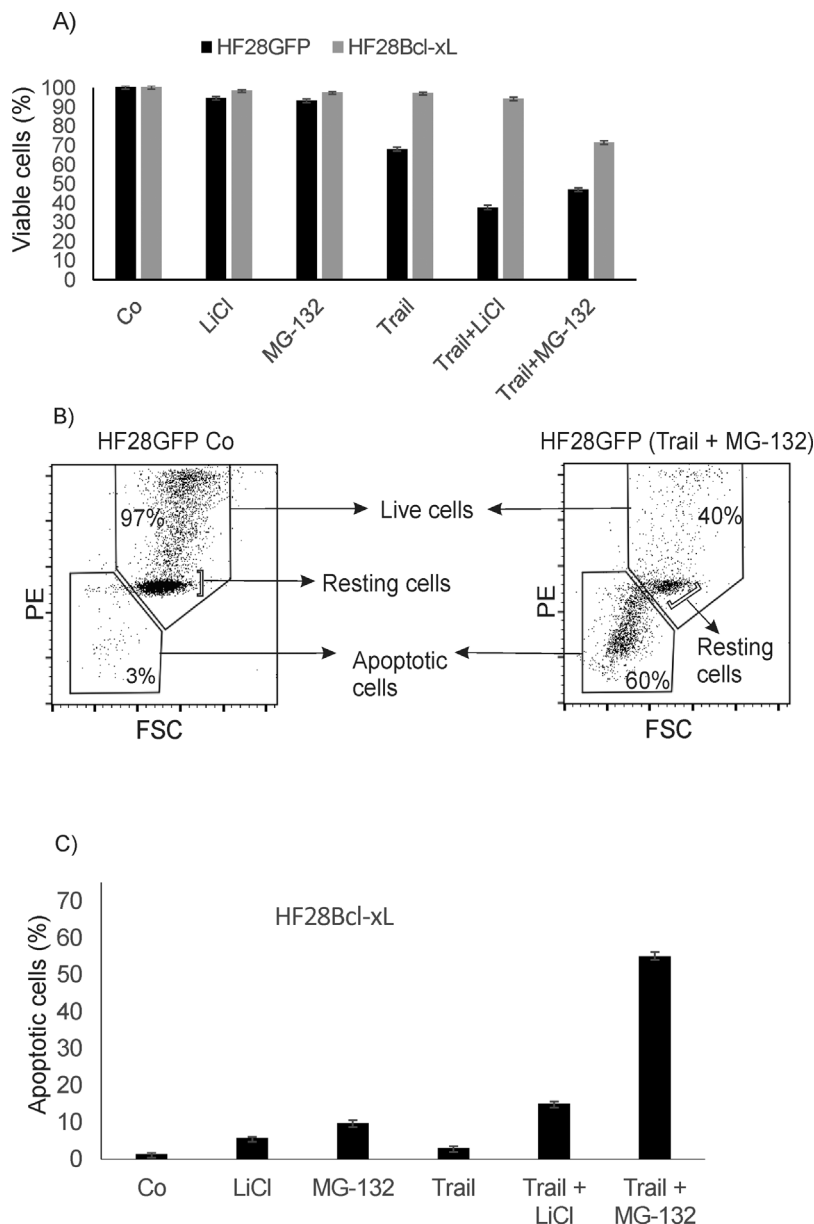 A)
HF28GFP HF28Bcl-xL
Viable cells (%)
100
90
80
70
60
50
40
30
20
10
0
Co
LiCl
MG-132
Trail
Trail+LiCl
Trail+MG-132
B)
HF28GFP Co
HF28GFP (Trail + MG-132)
PE
97%
3%
FSC
Live cells
Resting cells
Apoptotic
cells
PE
40%
60%
Resting
cells
FSC
C)
HF28Bcl-xL
Apoptotic cells (%)
70
60
50
40
30
20
10
0
Co LiCl MG-132 Trail Trail + Trail +
LiCl MG-132